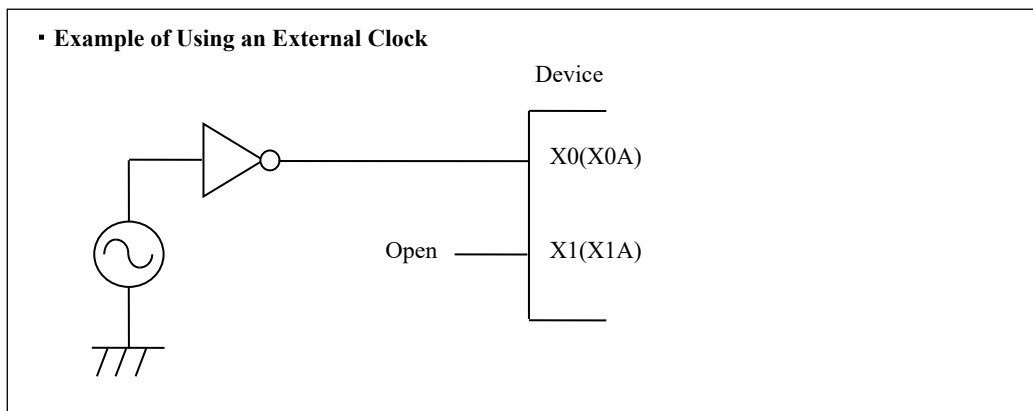 ▪ Example of Using an External Clock
Device
X0(X0A)
Open
X1(X1A)